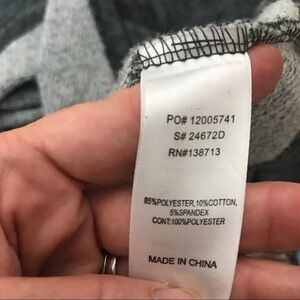 PO# 12005741
S# 24672D
RN#138713
85%POLYESTER,10%COTTON,
5%SPANDEX
CONT:100%POLYESTER
MADE IN CHINA